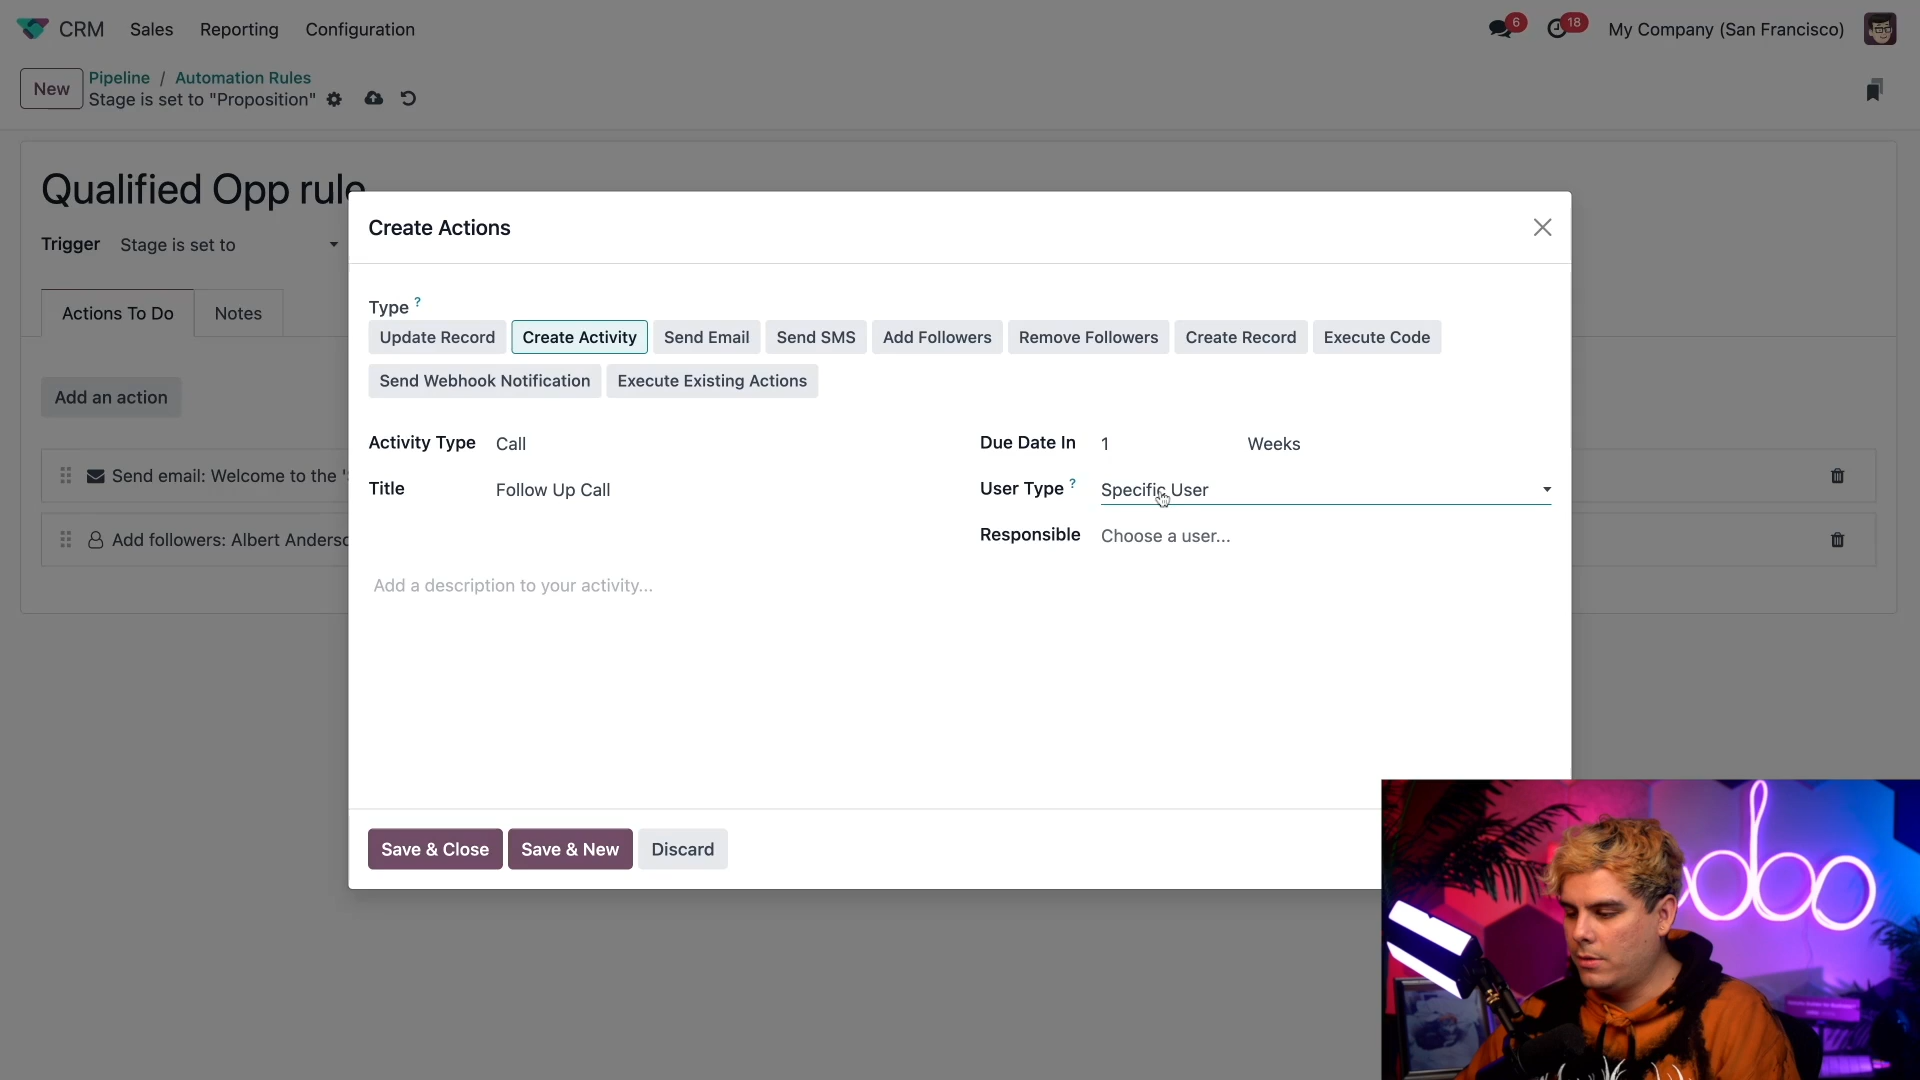 CRM Sales Reporting Configuration 6 18 My Company (San Francisco)
New Pipeline / Automation Rules
Stage is set to "Proposition"
Qualified Opp rule
Create Actions
Trigger Stage is set to
Type ?
Actions To Do Notes
Update Record Create Activity Send Email Send SMS Add Followers Remove Followers Create Record Execute Code
Send Webhook Notification Execute Existing Actions
Add an action
Activity Type Call Due Date In 1 Weeks
Send email: Welcome to the
Title Follow Up Call User Type ? Specific User
Add followers: Albert
Responsible Choose a user...
Add a description to your activity...
Save & Close Save & New Discard
odoo